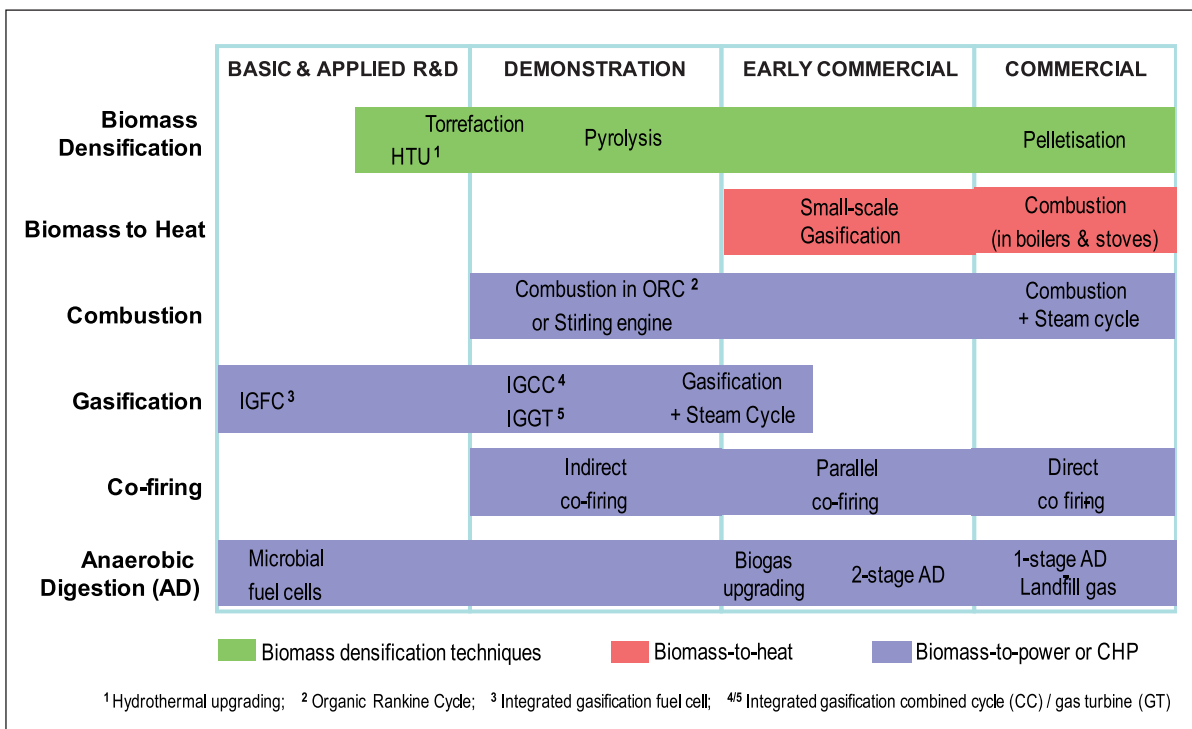 BASIC & APPLIED R&D DEMONSTRATION EARLY COMMERCIAL COMMERCIAL
Biomass
Densification
Torrefaction
HTU ¹
Pyrolysis
Pelletisation
Biomass to Heat
Small-scale
Gasification
Combustion
(in boilers & stoves)
Combustion
Combustion in ORC ²
or Stirling engine
Combustion
+ Steam cycle
Gasification
IGFC ³
IGCC ⁴
IGGT ⁵
Gasification
+ Steam Cycle
Co-firing
Indirect
co-firing
Parallel
co-firing
Direct
co firing
Anaerobic
Digestion (AD)
Microbial
fuel cells
Biogas
upgrading
2-stage AD
1-stage AD
Landfill gas
Biomass densification techniques
Biomass-to-heat
Biomass-to-power or CHP
¹ Hydrothermal upgrading; ² Organic Rankine Cycle; ³ Integrated gasification fuel cell; ⁴/⁵ Integrated gasification combined cycle (CC) / gas turbine (GT)